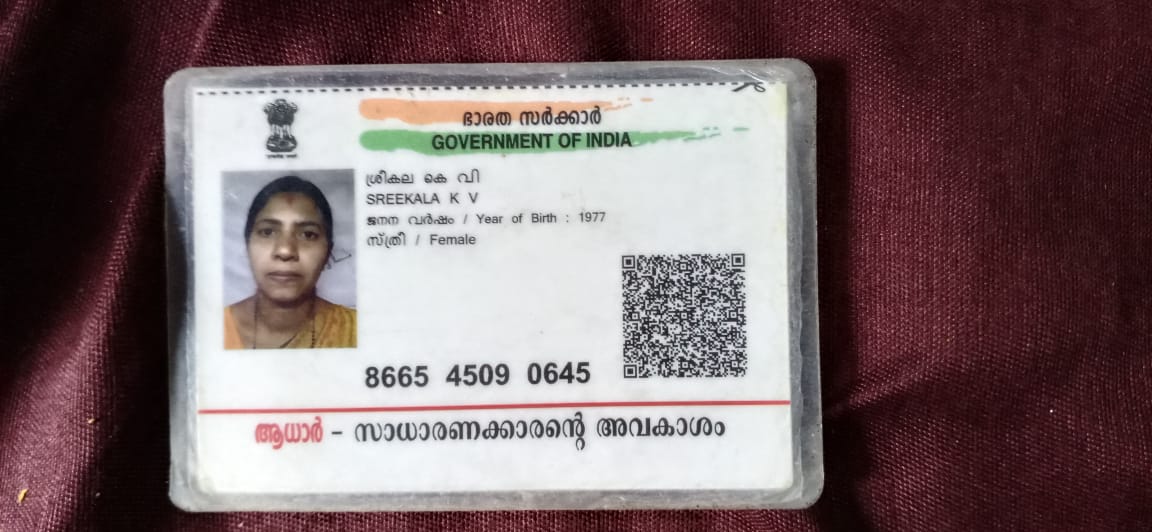 ഭാരത സർക്കാർ
GOVERNMENT OF INDIA
ശ്രീകല കെ വി
SREEKALA K V
ജനന വർഷം / Year of Birth : 1977
സ്ത്രീ / Female
8665 4509 0645
ആധാർ - സാധാരണക്കാരന്റെ അവകാശം